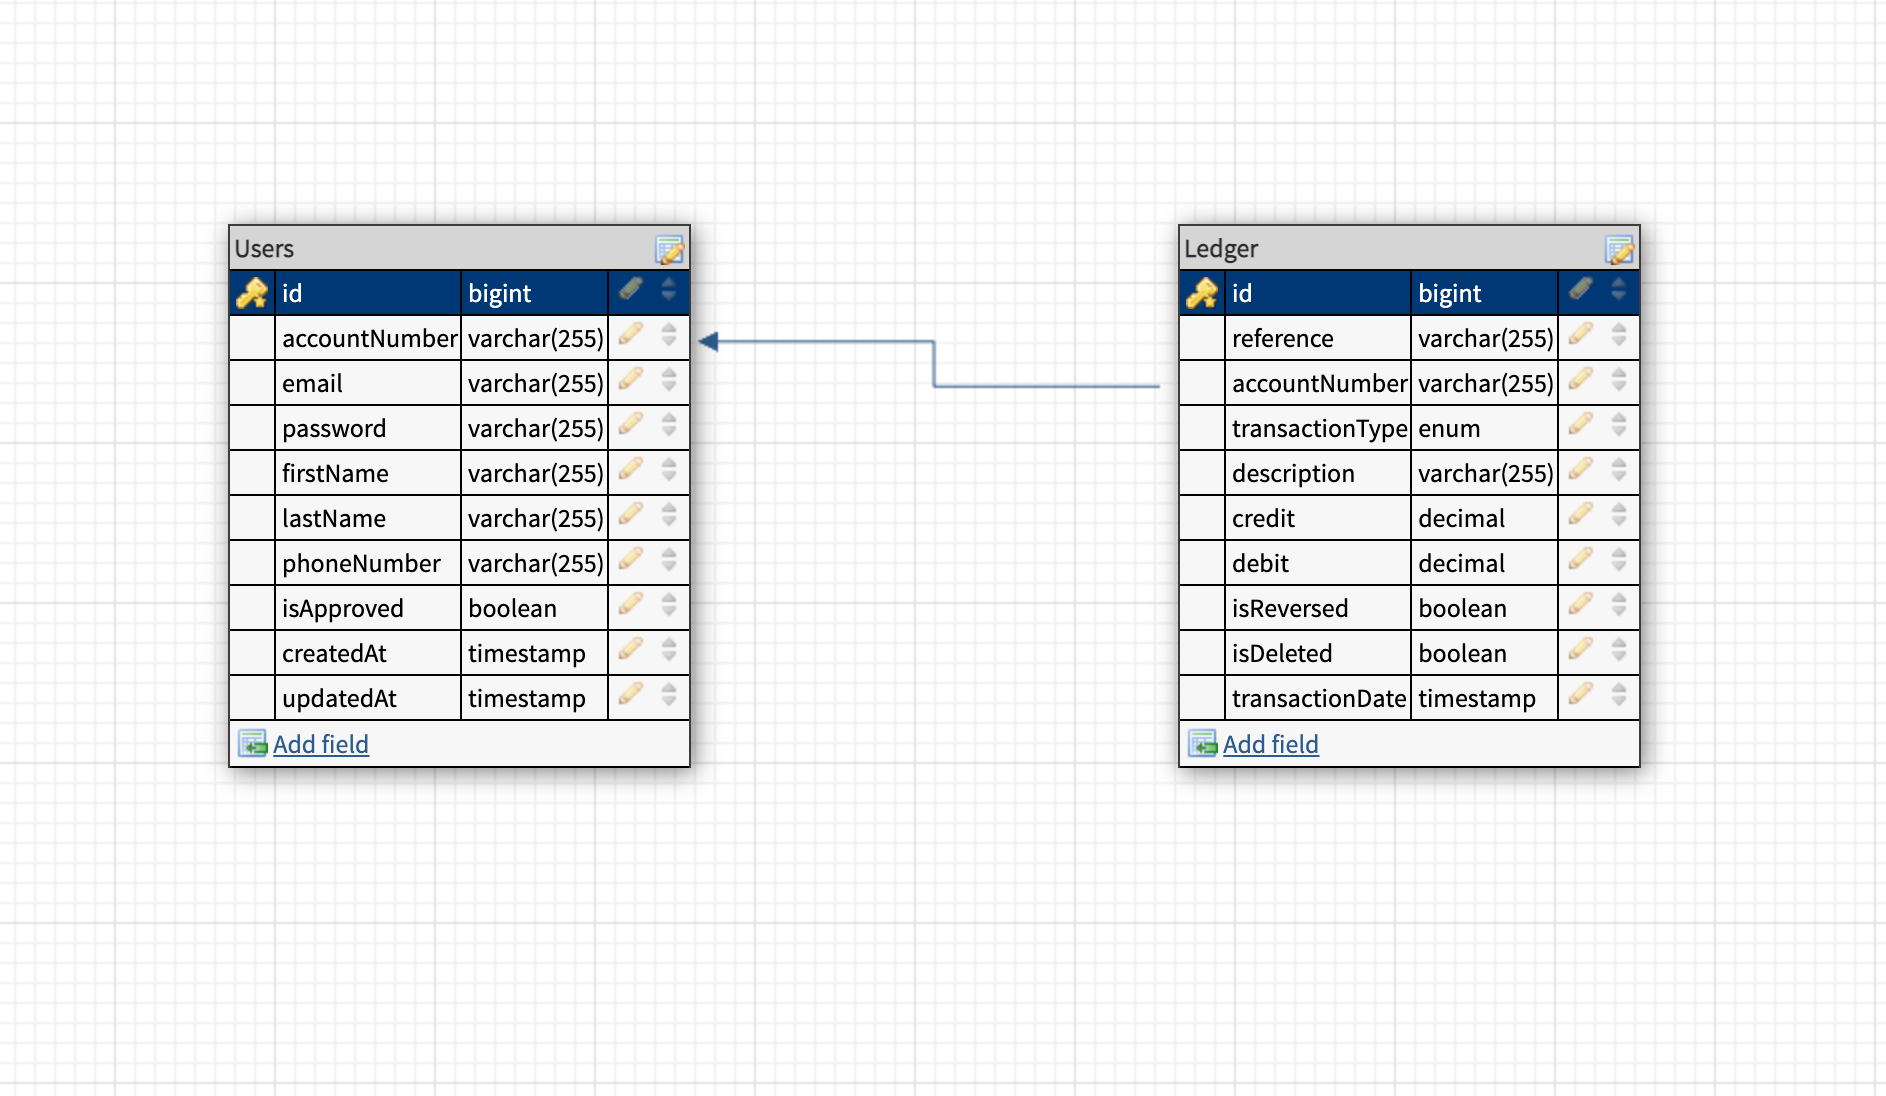 Users
id bigint
accountNumber varchar(255)
email varchar(255)
password varchar(255)
firstName varchar(255)
lastName varchar(255)
phoneNumber varchar(255)
isApproved boolean
createdAt timestamp
updatedAt timestamp
Add field
Ledger
id bigint
reference varchar(255)
accountNumber varchar(255)
transactionType enum
description varchar(255)
credit decimal
debit decimal
isReversed boolean
isDeleted boolean
transactionDate timestamp
Add field